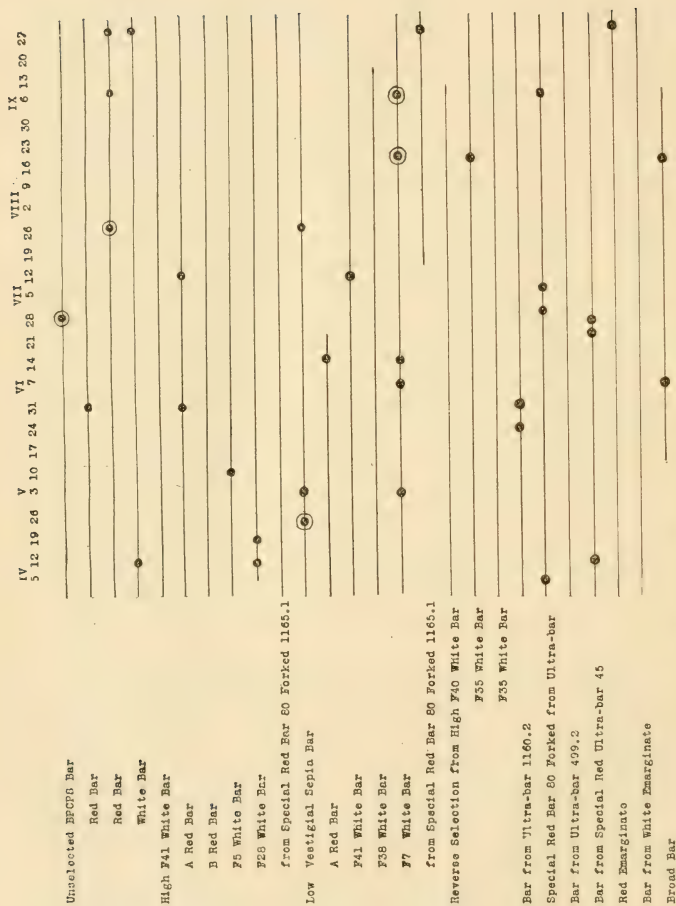 IV V VI VII VIII IX
5 12 19 26 3 10 17 24 31 7 14 21 28 5 12 19 26 2 9 16 23 30 6 13 20 27
Unselected BPCPB Bar
Red Bar
Red Bar
White Bar
High F41 White Bar
A Red Bar
B Red Bar
F5 White Bar
F28 White Bar
from Special Red Bar 80 Forked 1165.1
Low Vestigial Sepia Bar
A Red Bar
F41 White Bar
F38 White Bar
F7 White Bar
from Special Red Bar 80 Forked 1165.1
Reverse Selection from High F40 White Bar
F35 White Bar
F35 White Bar
Bar from Ultra-bar 1160.2
Special Red Bar 80 Forked from Ultra-bar
Bar from Ultra-bar 409.2
Bar from Special Red Ultra-bar 45
Red Emarginate
Bar from White Emarginate
Broad Bar